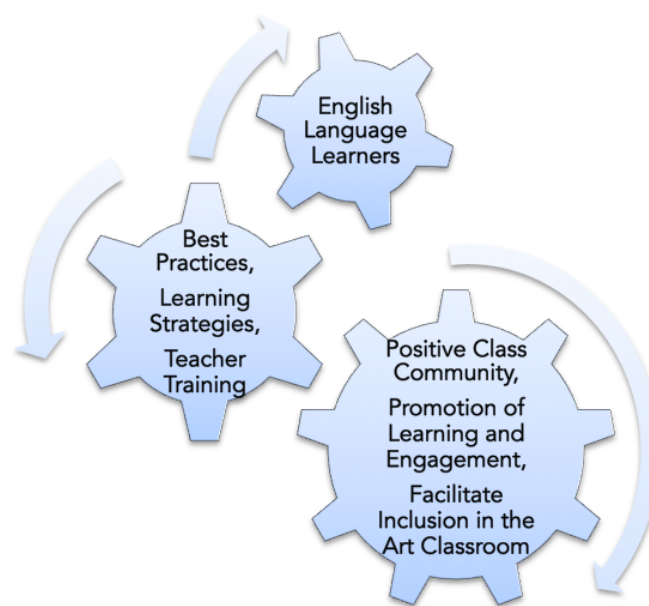 English
Language
Learners
Best
Practices,
Learning
Strategies,
Teacher
Training
Positive Class
Community,
Promotion of
Learning and
Engagement,
Facilitate
Inclusion in the
Art Classroom